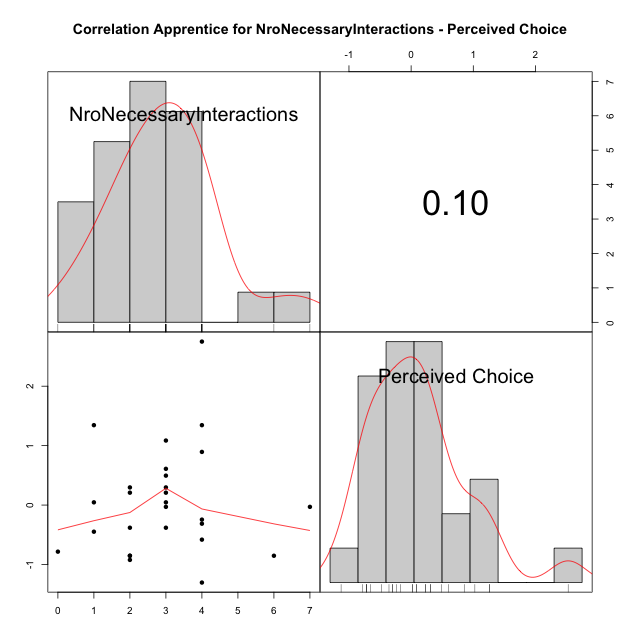 Correlation Apprentice for NroNecessaryInteractions - Perceived Choice
-1 0 1 2
NroNecessaryInteractions
0.10
0 1 2 3 4 5 6 7
Perceived Choice
-1 0 1 2
0 1 2 3 4 5 6 7